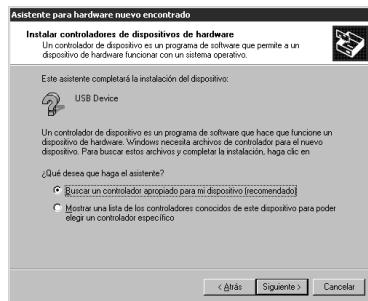 Asistente para hardware nuevo encontrado
Instalar controladores de dispositivos de hardware
Un controlador de dispositivo es un programa de software que permite a un
dispositivo de hardware funcionar con un sistema operativo.
Este asistente completará la instalación del dispositivo:
USB Device
Un controlador de dispositivo es un programa de software que hace que funcione un
dispositivo de hardware. Windows necesita archivos de controlador para el nuevo
dispositivo. Para buscar estos archivos y completar la instalación, haga clic en
¿Qué desea que haga el asistente?
Buscar un controlador apropiado para mi dispositivo (recomendado)
Mostrar una lista de los controladores conocidos de este dispositivo para poder
elegir un controlador específico
< Atrás Siguiente > Cancelar